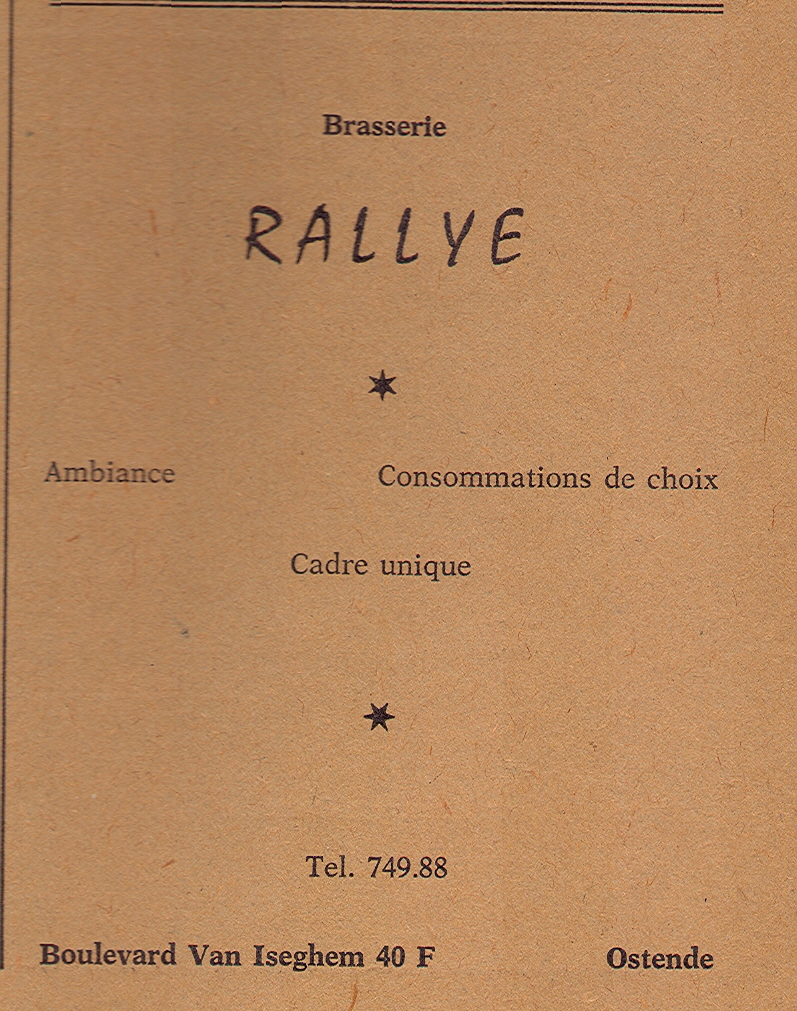 Brasserie
RALLYE
Ambiance Consommations de choix
Cadre unique
Tel. 749.88
Boulevard Van Iseghem 40 F Ostende